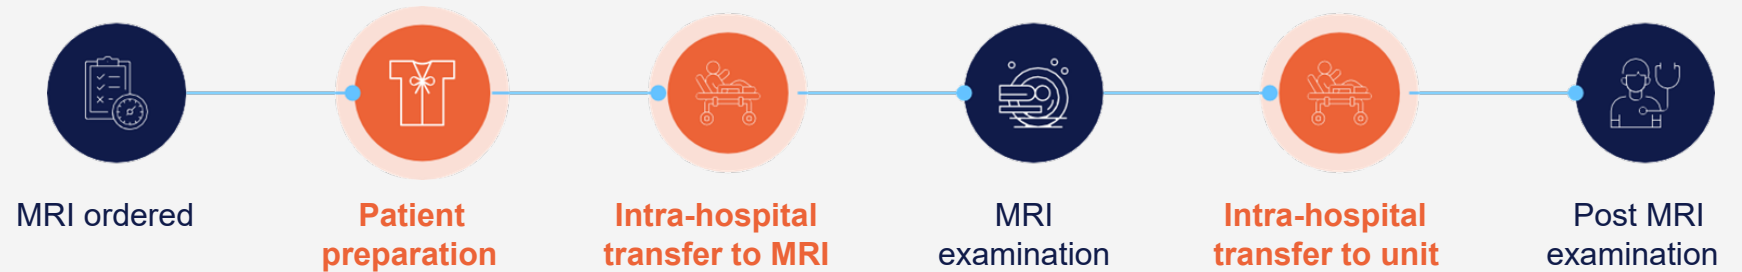 MRI ordered
Patient
preparation
Intra-hospital
transfer to MRI
MRI
examination
Intra-hospital
transfer to unit
Post MRI
examination